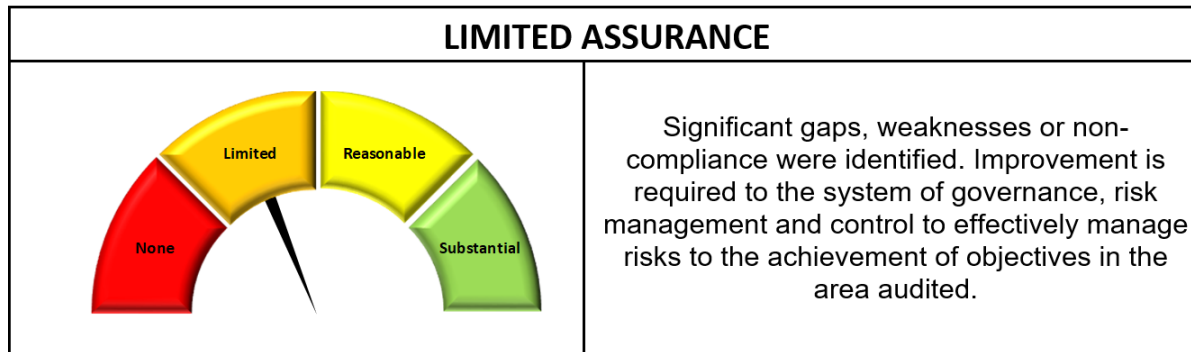 LIMITED ASSURANCE
Limited
Reasonable
None
Substantial
Significant gaps, weaknesses or non-
compliance were identified. Improvement is
required to the system of governance, risk
management and control to effectively manage
risks to the achievement of objectives in the
area audited.